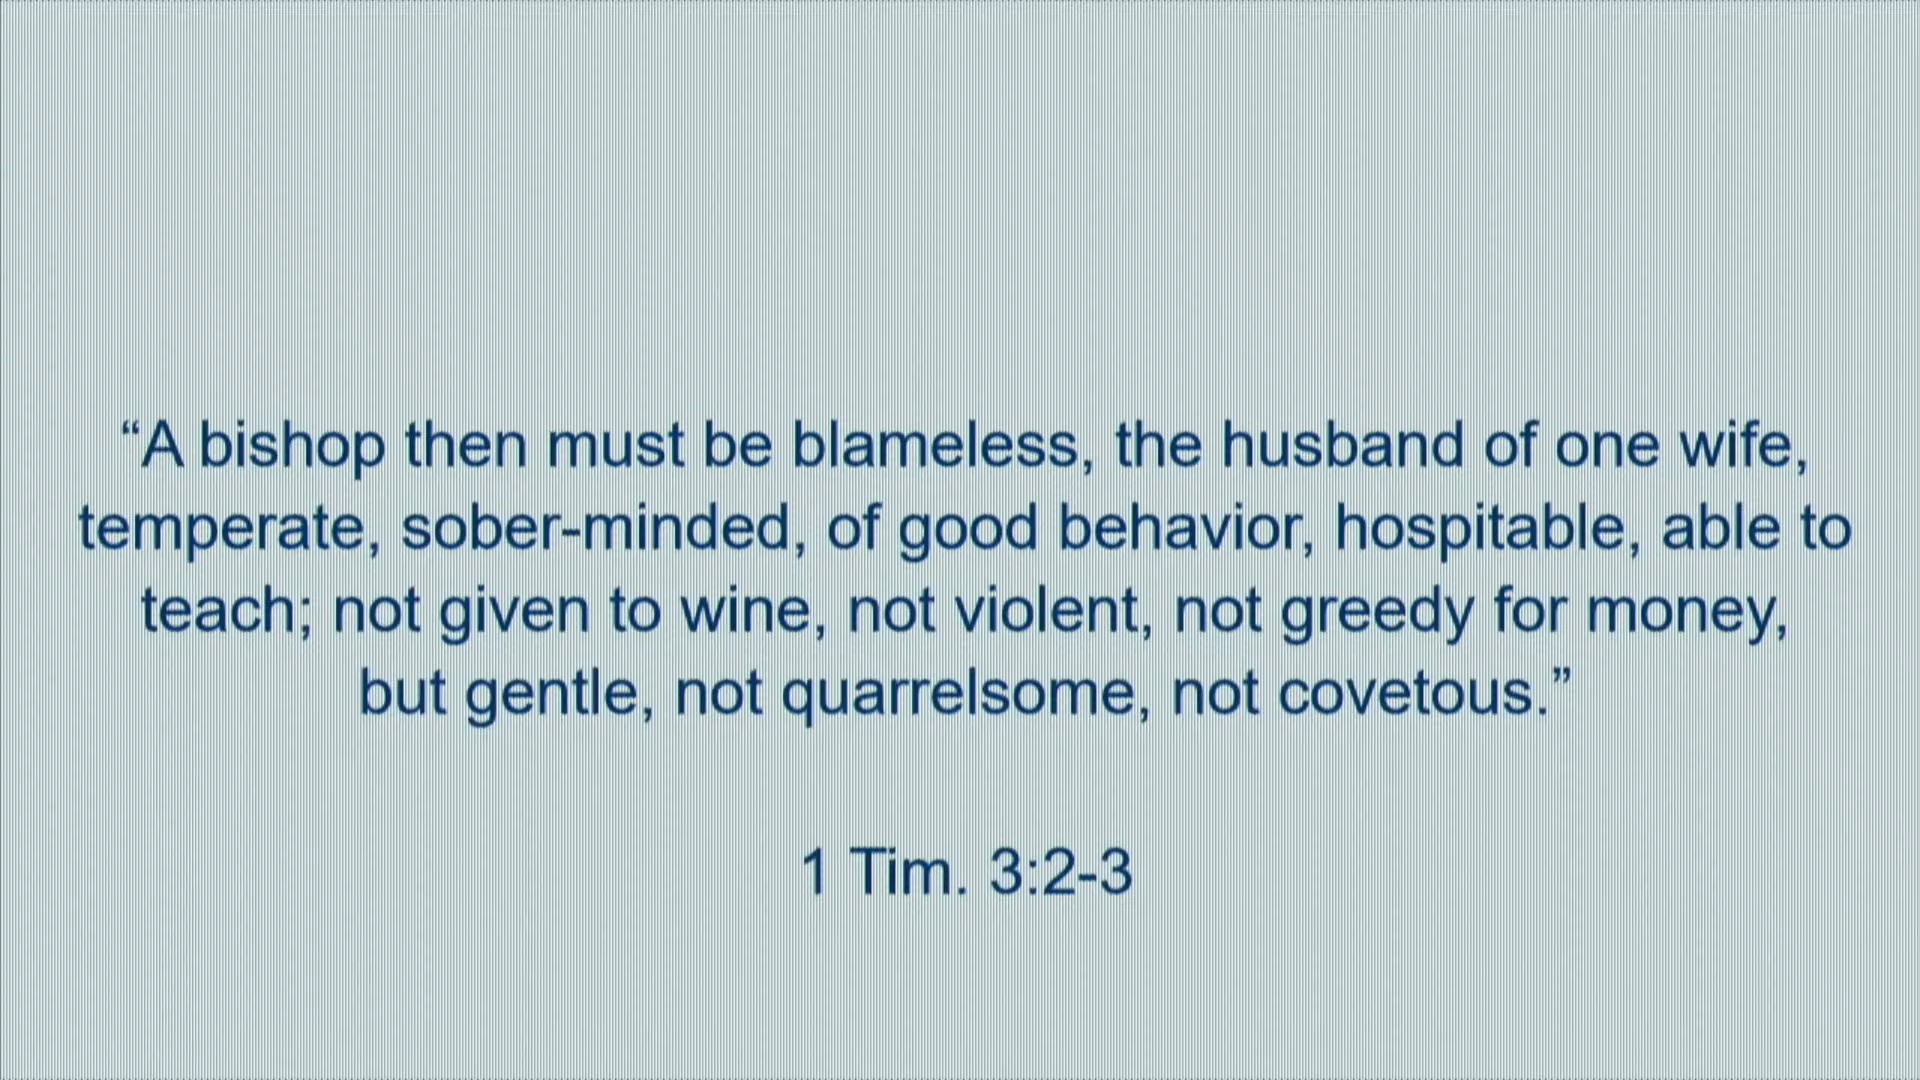 “A bishop then must be blameless, the husband of one wife,
temperate, sober-minded, of good behavior, hospitable, able to
teach; not given to wine, not violent, not greedy for money,
but gentle, not quarrelsome, not covetous.”
1 Tim. 3:2-3